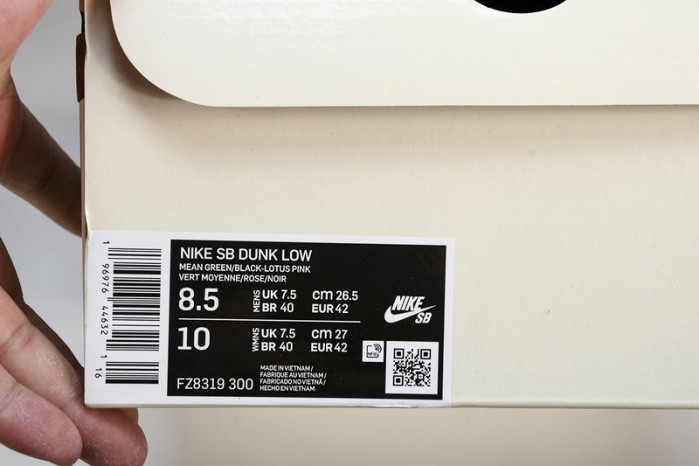 NIKE SB DUNK LOW
MEAN GREEN/BLACK-LOTUS PINK
VERT MOYENNE/ROSE/NOIR
8.5 MENS UK 7.5 cm 26.5
BR 40 EUR 42
10 WMNS UK 7.5 cm 27
BR 40 EUR 42
FZ8319 300
MADE IN VIETNAM/
FABRIQUE AU VIETNAM/
FABRICADO NO VIETNÃ/
HECHO EN VIETNAM
NIKE
SB
1 96976 44632 1
16